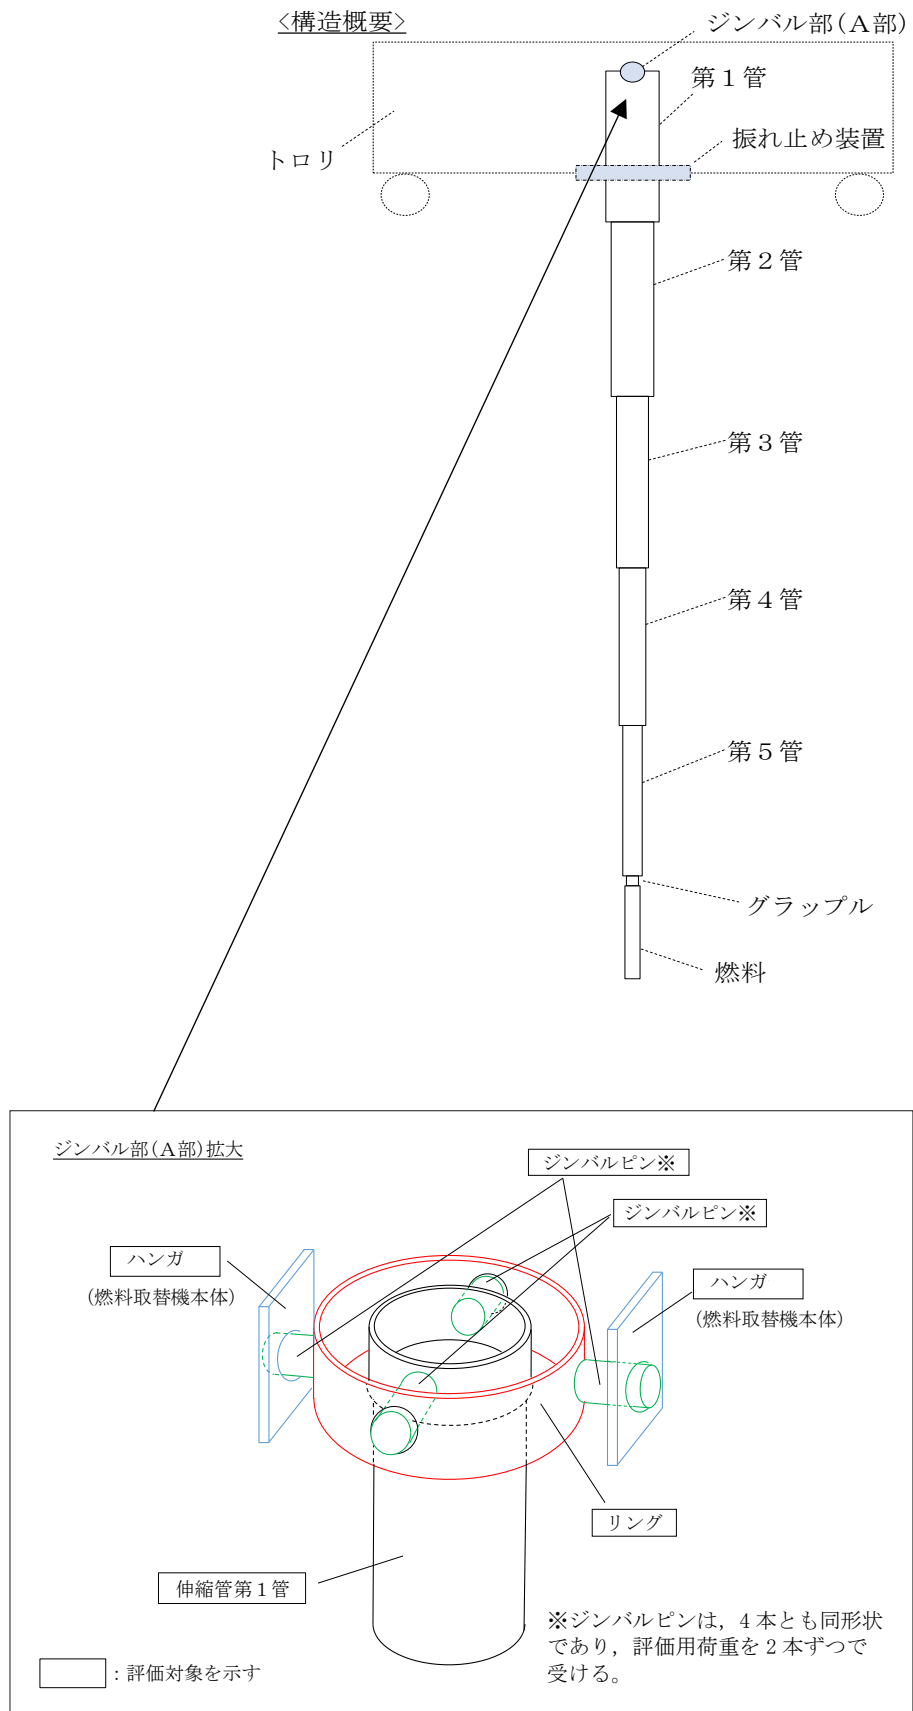 <構造概要>
ジンバル部(A部)
第1管
振れ止め装置
トロリ
第2管
第3管
第4管
第5管
グラップル
燃料
ジンバル部(A部)拡大
ジンバルピン※
ジンバルピン※
ハンガ
(燃料取替機本体)
ハンガ
(燃料取替機本体)
リング
伸縮管第1管
※ジンバルピンは，4本とも同形状
であり，評価用荷重を2本ずつで
受ける。
：評価対象を示す